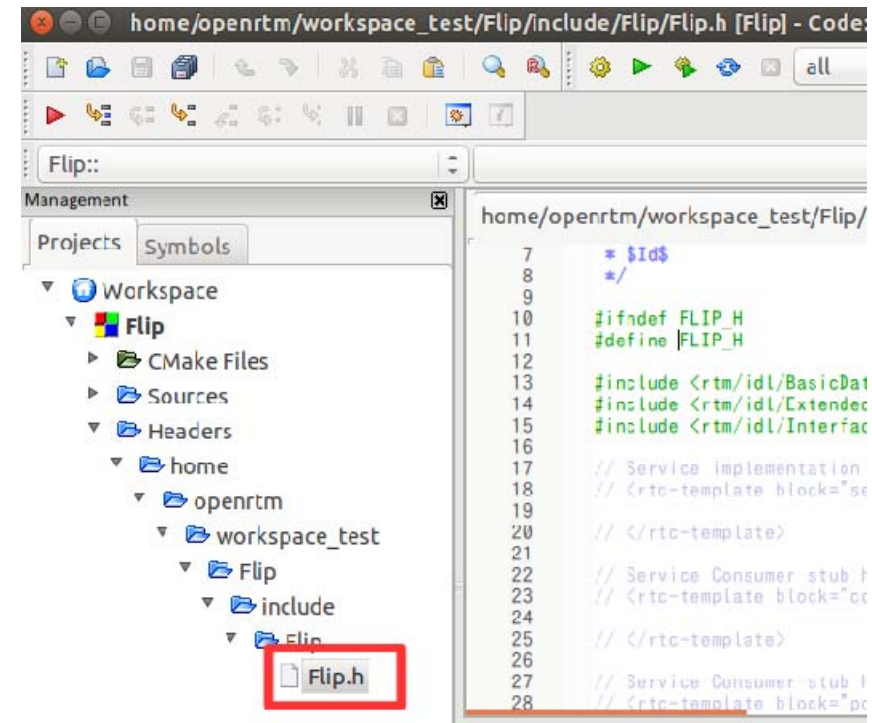 home/openrtm/workspace_test/Flip/include/Flip/Flip.h [Flip] - Code:
all
Flip::
Management
Projects
Symbols
Workspace
Flip
CMake Files
Sources
Headers
home
openrtm
workspace_test
Flip
include
Flip
Flip.h
home/openrtm/workspace_test/Flip/
7 * $Id$
8 */
9
10 #ifndef FLIP_H
11 #define FLIP_H
12
13 #include <rtm/idl/BasicDat
14 #include <rtm/idl/Extended
15 #include <rtm/idl/Interfac
16
17 // Service implementation
18 // <rtc-template block="se
19
20 // </rtc-template>
21
22 // Service Consumer stub h
23 // <rtc-template block="co
24
25 // </rtc-template>
26
27 // Service Consumer stub h
28 // <rtc-template block="po